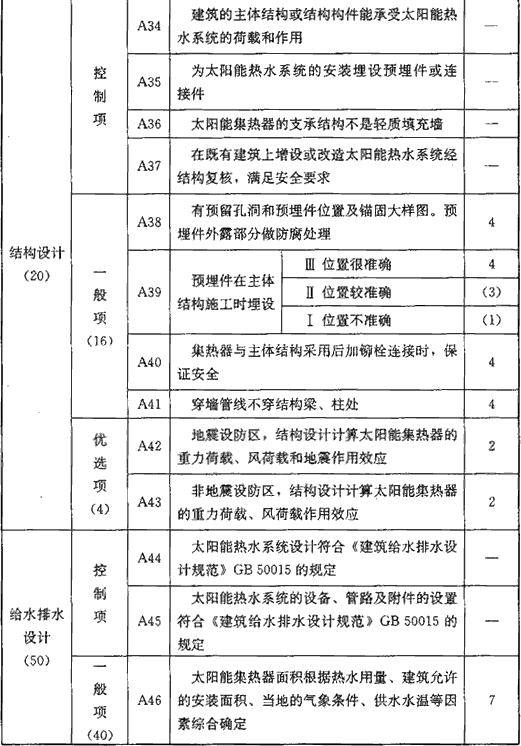 结构设计
(20)
控
制
项
A34
建筑的主体结构或结构构件能承受太阳能热
水系统的荷载和作用
—
A35
为太阳能热水系统的安装埋设预埋件或连
接件
—
A36
太阳能集热器的支承结构不是轻质填充墙
—
A37
在既有建筑上增设或改造太阳能热水系统经
结构复核，满足安全要求
—
一
般
项
(16)
A38
有预留孔洞和预埋件位置及锚固大样图。预
埋件外露部分做防腐处理
4
A39
预埋件在主体
结构施工时埋设
Ⅲ 位置很准确
4
Ⅱ 位置较准确
(3)
Ⅰ 位置不准确
(1)
A40
集热器与主体结构采用后加锚栓连接时，保
证安全
4
A41
穿墙管线不穿结构梁、柱处
4
优
选
项
(4)
A42
地震设防区，结构设计计算太阳能集热器的
重力荷载、风荷载和地震作用效应
2
A43
非地震设防区，结构设计计算太阳能集热器
的重力荷载、风荷载作用效应
2
给水排水
设计
(50)
控
制
项
A44
太阳能热水系统设计符合《建筑给水排水设
计规范》GB 50015 的规定
—
A45
太阳能热水系统的设备、管路及附件的设置
符合《建筑给水排水设计规范》GB 50015 的
规定
—
一
般
项
(40)
A46
太阳能集热器面积根据热水用量、建筑允许
的安装面积、当地的气象条件、供水水温等因
素综合确定
7